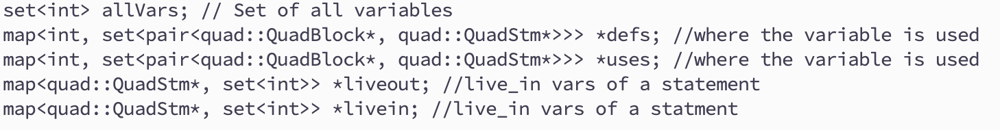 set<int> allVars; // Set of all variables
map<int, set<pair<quad::QuadBlock*, quad::QuadStm*>>> *defs; //where the variable is used
map<int, set<pair<quad::QuadBlock*, quad::QuadStm*>>> *uses; //where the variable is used
map<quad::QuadStm*, set<int>> *liveout; //live_in vars of a statement
map<quad::QuadStm*, set<int>> *livein; //live_in vars of a statment